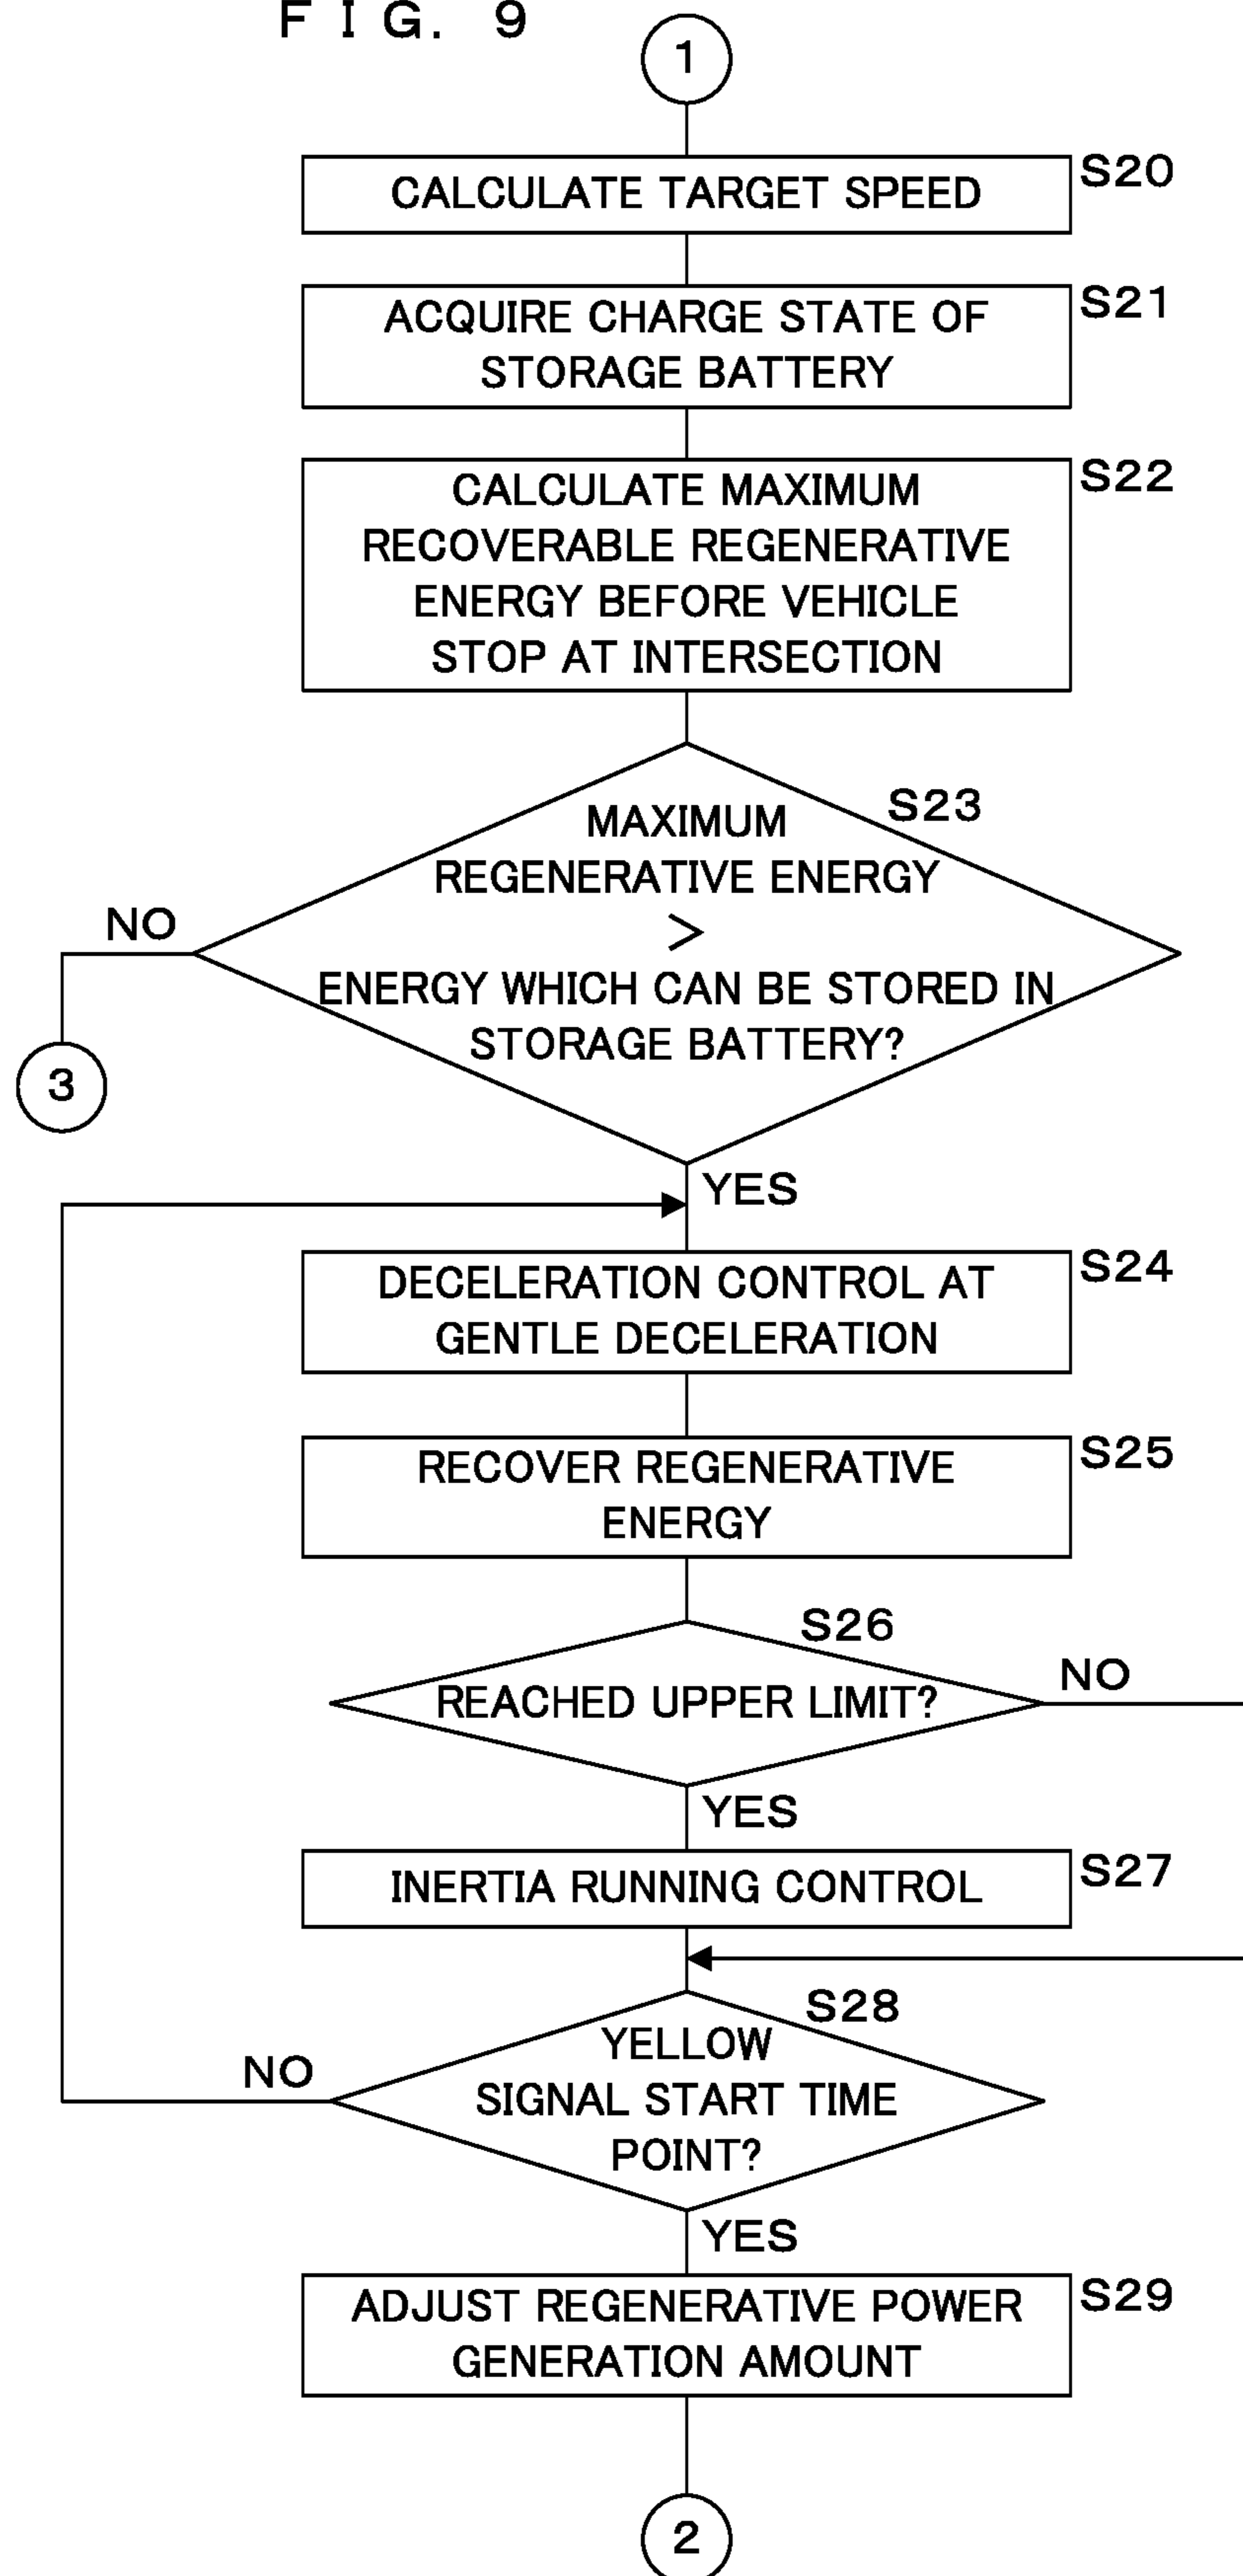 FIG. 9
1
CALCULATE TARGET SPEED
S20
ACQUIRE CHARGE STATE OF
STORAGE BATTERY
S21
CALCULATE MAXIMUM
RECOVERABLE REGENERATIVE
ENERGY BEFORE VEHICLE
STOP AT INTERSECTION
S22
MAXIMUM
REGENERATIVE ENERGY
>
ENERGY WHICH CAN BE STORED IN
STORAGE BATTERY?
S23
NO
3
YES
DECELERATION CONTROL AT
GENTLE DECELERATION
S24
RECOVER REGENERATIVE
ENERGY
S25
REACHED UPPER LIMIT?
S26
NO
YES
INERTIA RUNNING CONTROL
S27
YELLOW
SIGNAL START TIME
POINT?
S28
NO
YES
ADJUST REGENERATIVE POWER
GENERATION AMOUNT
S29
2